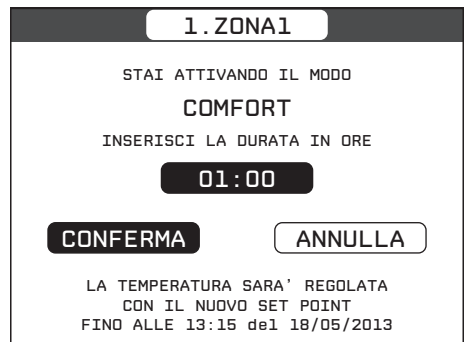 1.ZONA1
STAI ATTIVANDO IL MODO
COMFORT
INSERISCI LA DURATA IN ORE
01:00
CONFERMA ANNULLA
LA TEMPERATURA SARA' REGOLATA
CON IL NUOVO SET POINT
FINO ALLE 13:15 del 18/05/2013